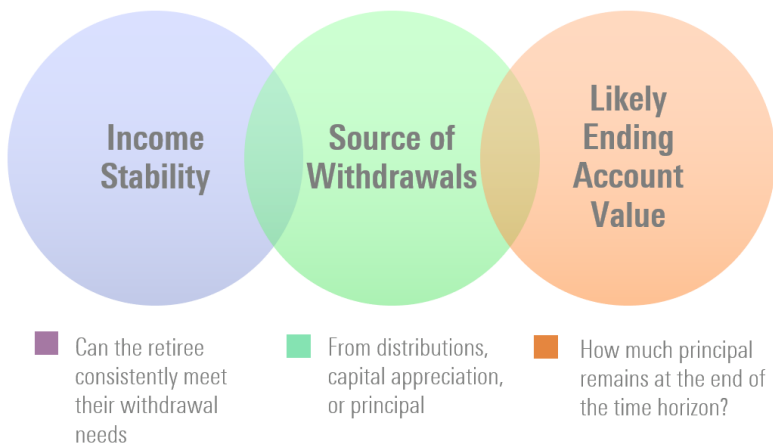 Income
Stability
Source of
Withdrawals
Likely
Ending
Account
Value
Can the retiree
consistently meet
their withdrawal
needs
From distributions,
capital appreciation,
or principal
How much principal
remains at the end of
the time horizon?